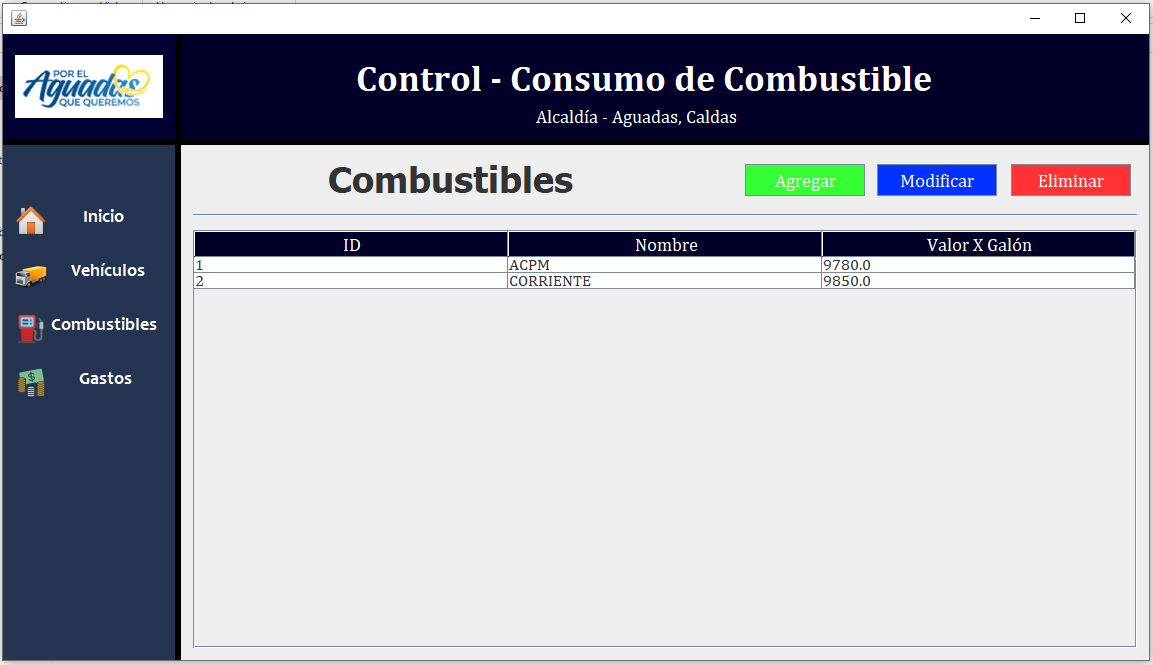 POR EL
Aguadas
QUE QUEREMOS
Control - Consumo de Combustible
Alcaldía - Aguadas, Caldas
Inicio
Vehículos
Combustibles
Gastos
Combustibles
Agregar
Modificar
Eliminar
ID Nombre Valor X Galón
1 ACPM 9780.0
2 CORRIENTE 9850.0